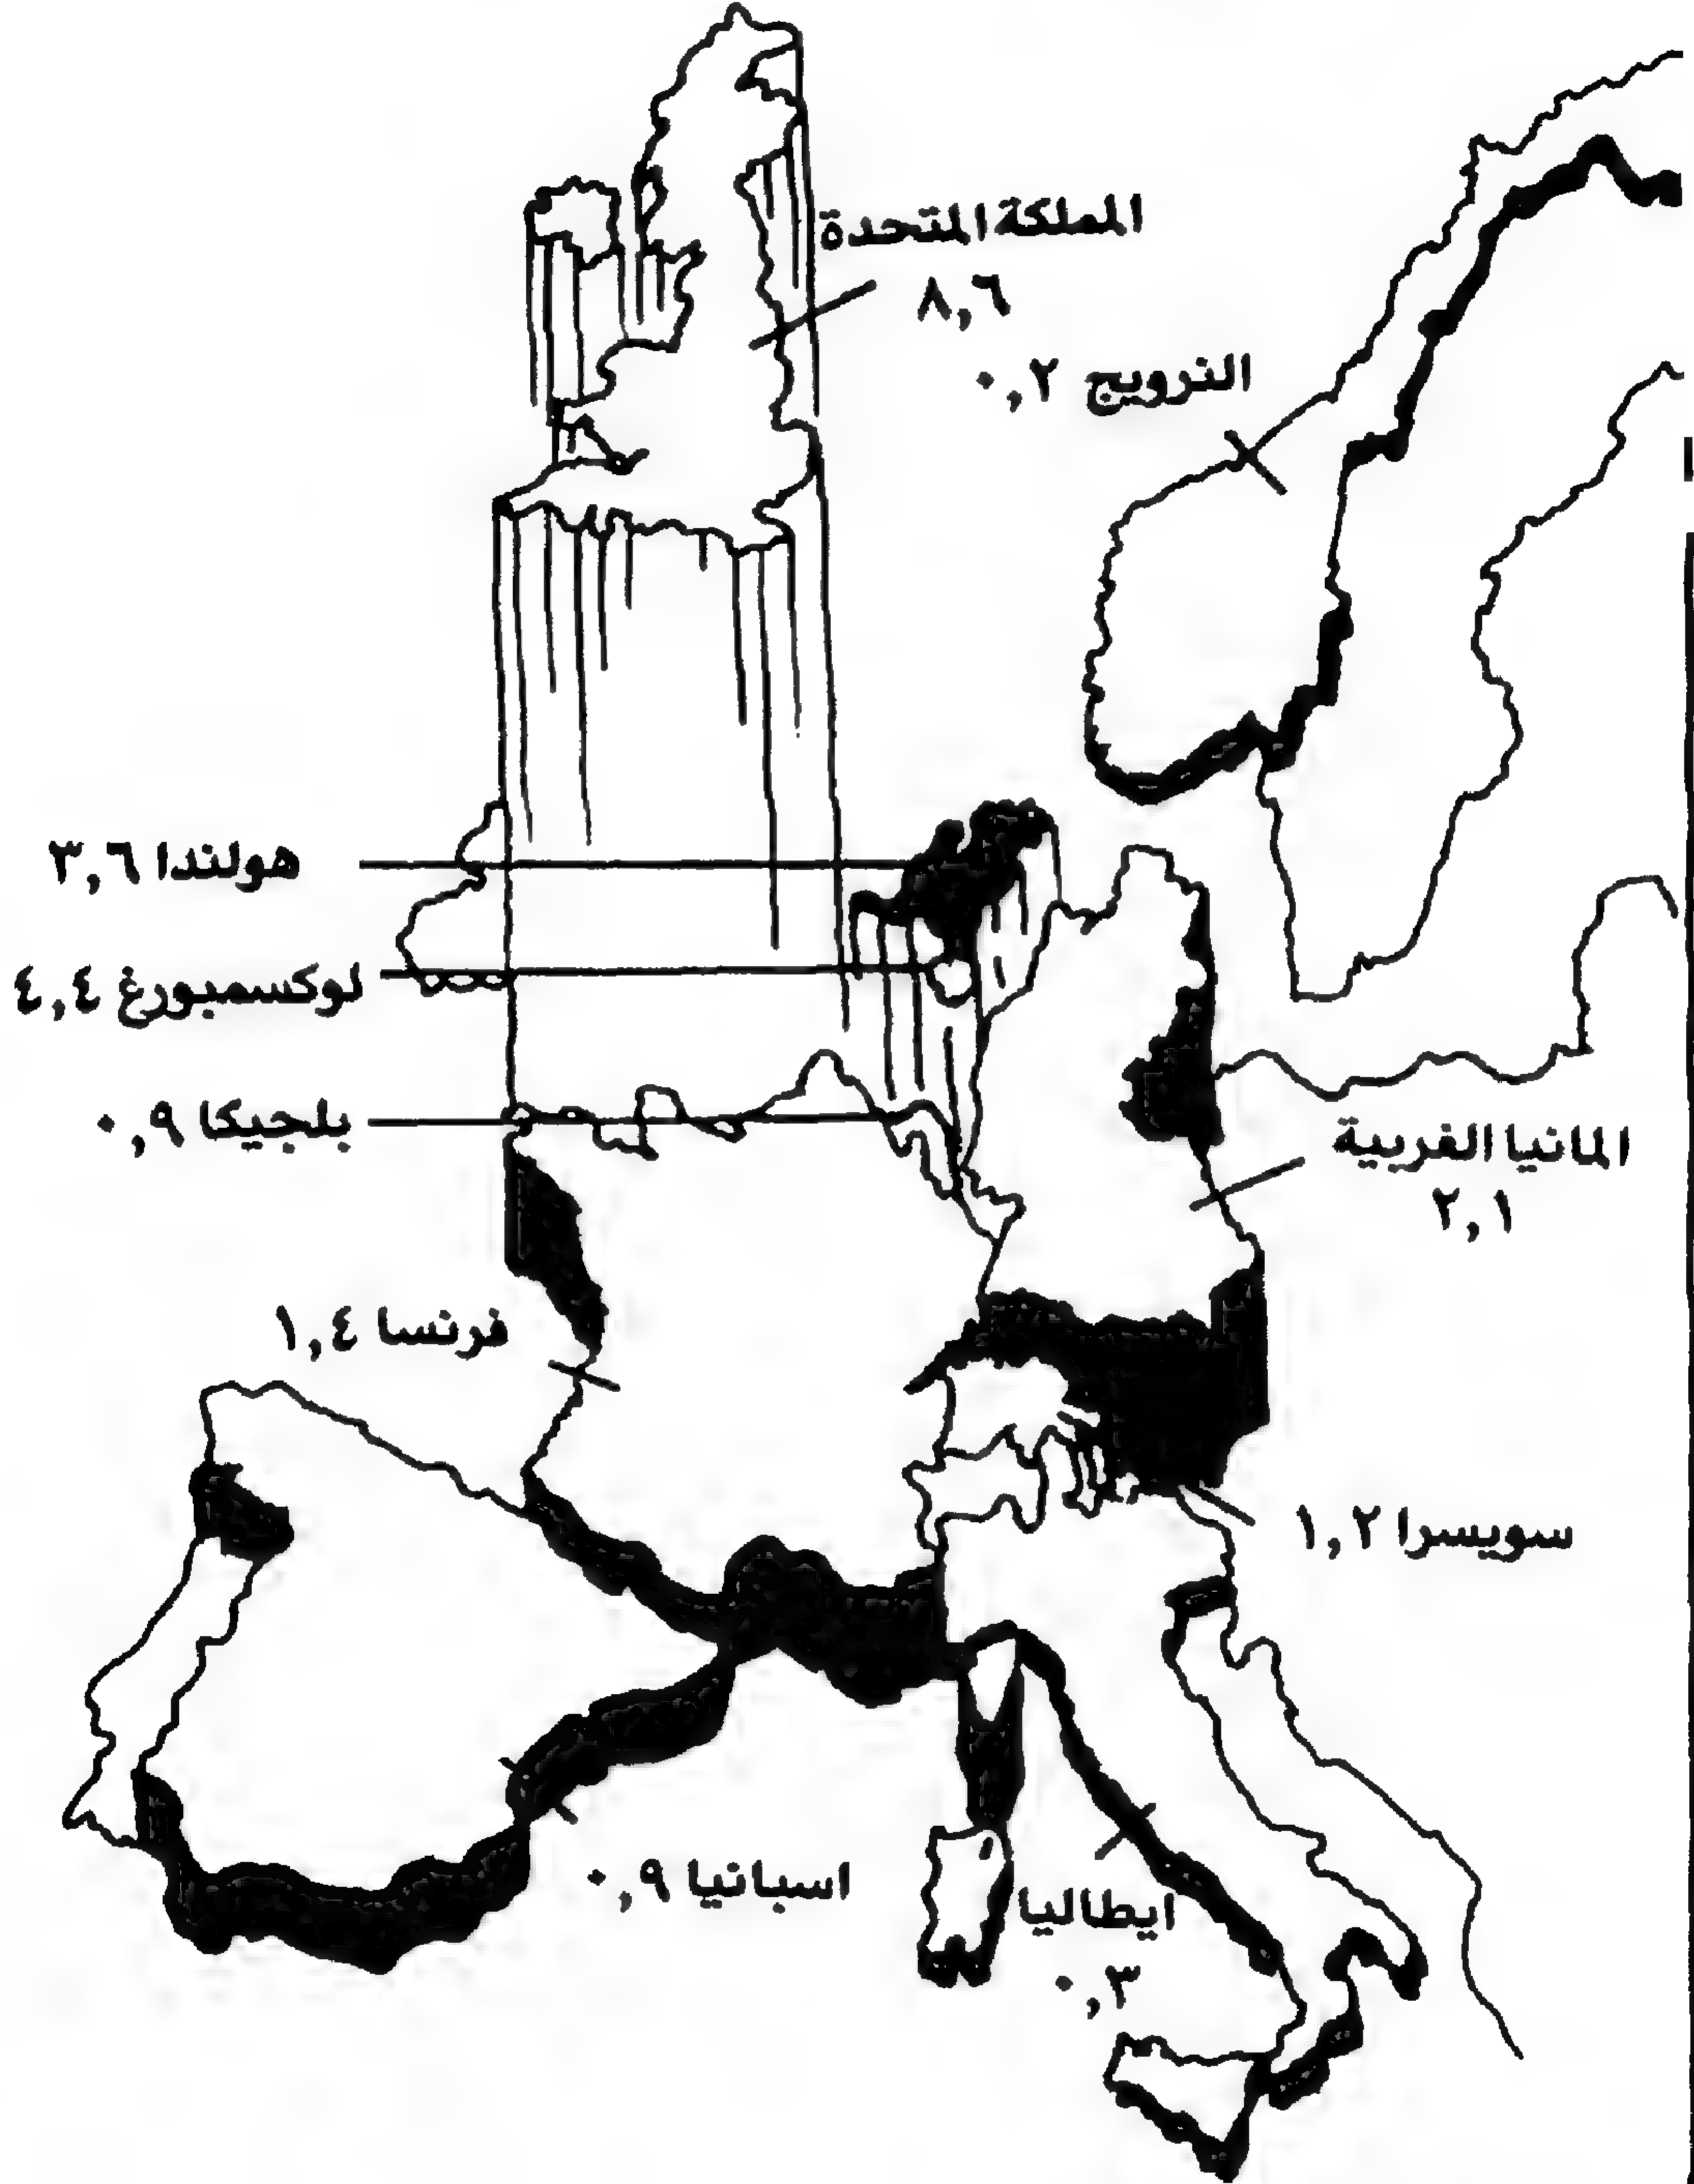 المملكة المتحدة
٨,٦
النرويج ٠,٢
هولندا ٣,٦
لوكسمبورغ ٤,٤
بلجيكا ٠,٩
المانيا الغربية
٢,١
فرنسا ١,٤
سويسرا ١,٢
اسبانيا ٠,٩
ايطاليا
٠,٣